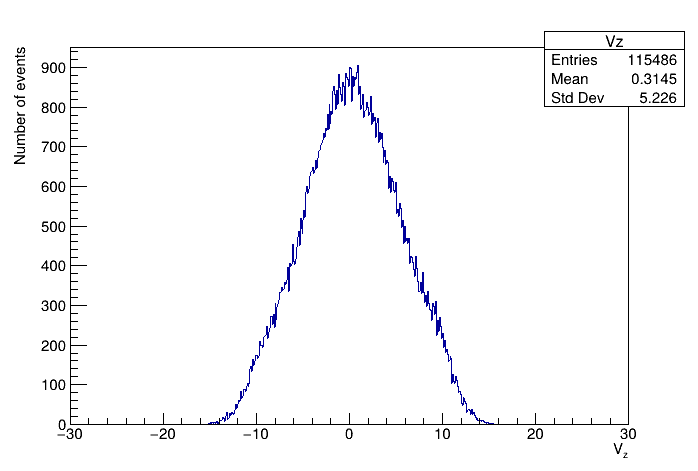 Vz
Entries 115486
Mean 0.3145
Std Dev 5.226
Number of events
900
800
700
600
500
400
300
200
100
0
−30 −20 −10 0 10 20 30
Vz